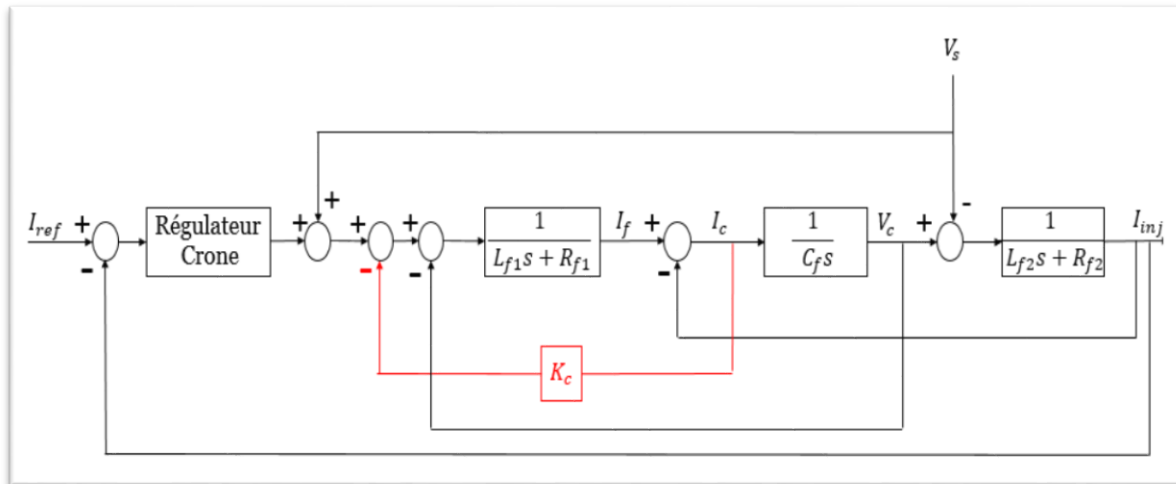 V_s
+
I_ref + - Régulateur Crone + + - + - 1 / (L_f1 s + R_f1) I_f + - I_c 1 / (C_f s) V_c + - 1 / (L_f2 s + R_f2) I_inj
K_c